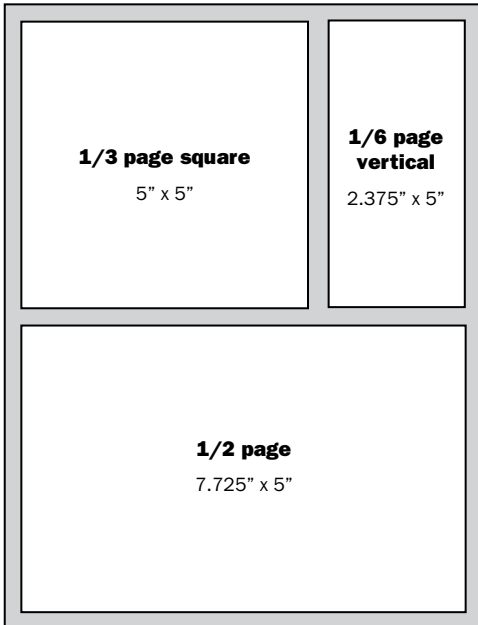 1/3 page square
5” x 5”
1/6 page
vertical
2.375” x 5”
1/2 page
7.725” x 5”